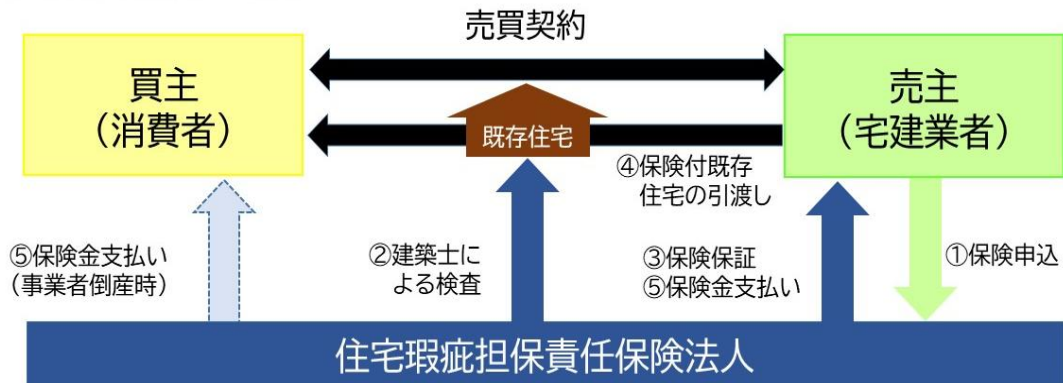 売買契約
買主
（消費者）
売主
（宅建業者）
既存住宅
④保険付既存
住宅の引渡し
⑤保険金支払い
（事業者倒産時）
②建築士に
よる検査
③保険保証
⑤保険金支払い
①保険申込
住宅瑕疵担保責任保険法人